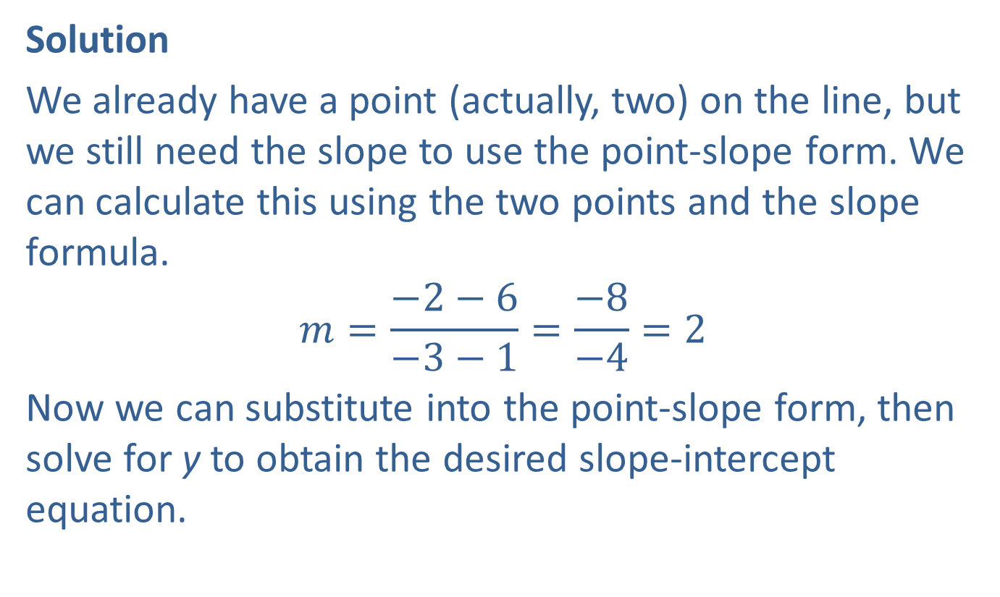 Solution
We already have a point (actually, two) on the line, but
we still need the slope to use the point-slope form. We
can calculate this using the two points and the slope
formula.
m = \frac{-2 - 6}{-3 - 1} = \frac{-8}{-4} = 2
Now we can substitute into the point-slope form, then
solve for y to obtain the desired slope-intercept
equation.